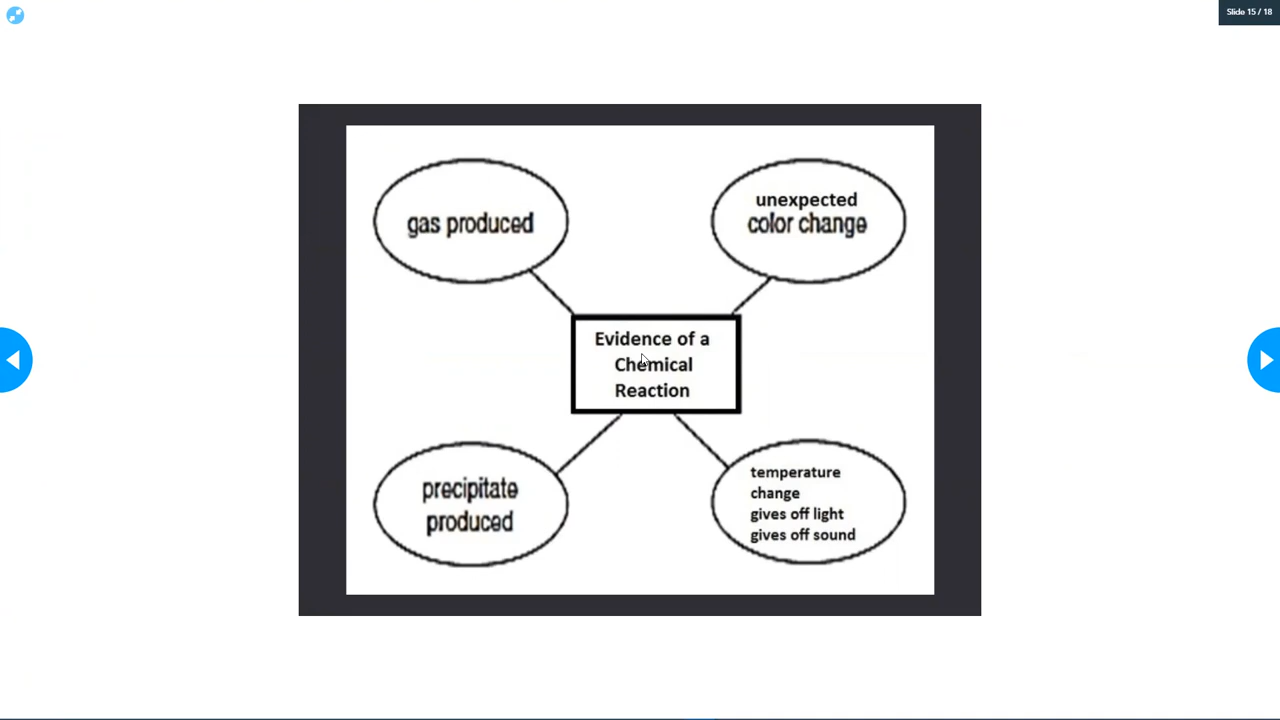 Slide 15 / 18
gas produced
unexpected
color change
Evidence of a
Chemical
Reaction
precipitate
produced
temperature
change
gives off light
gives off sound